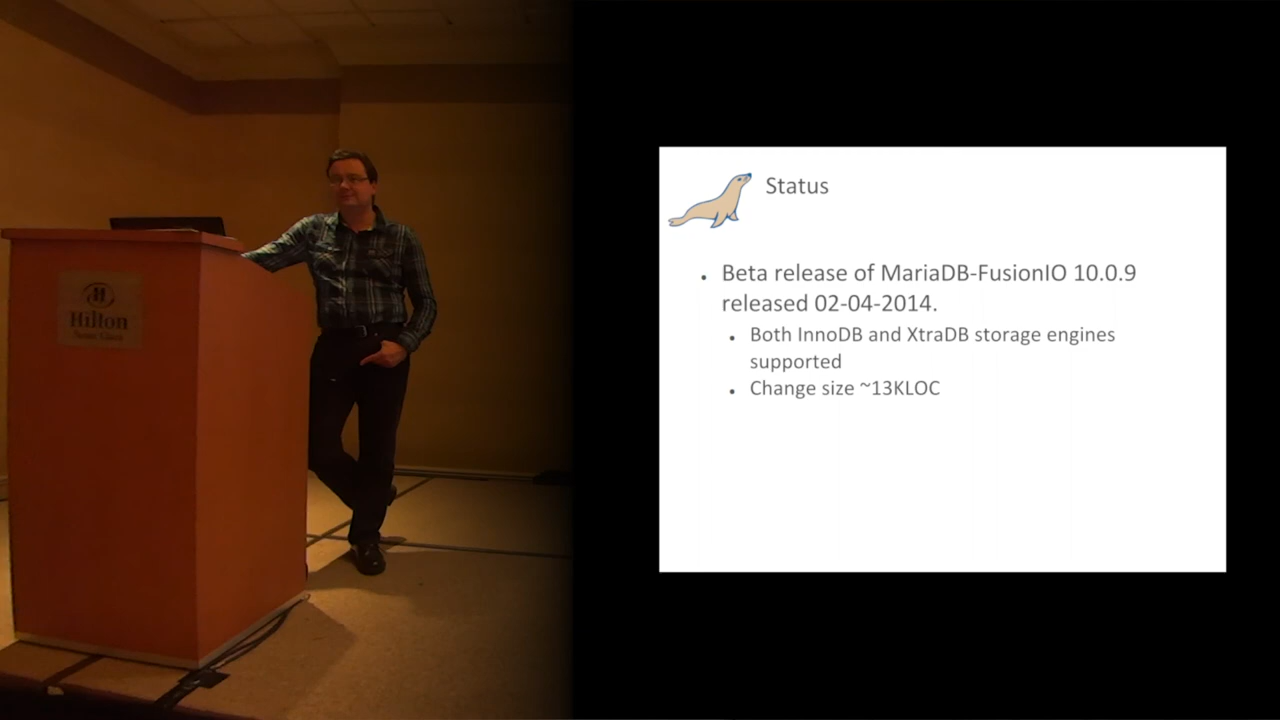 Hilton
Status
Beta release of MariaDB-FusionIO 10.0.9
released 02-04-2014.
Both InnoDB and XtraDB storage engines
supported
Change size ~13KLOC